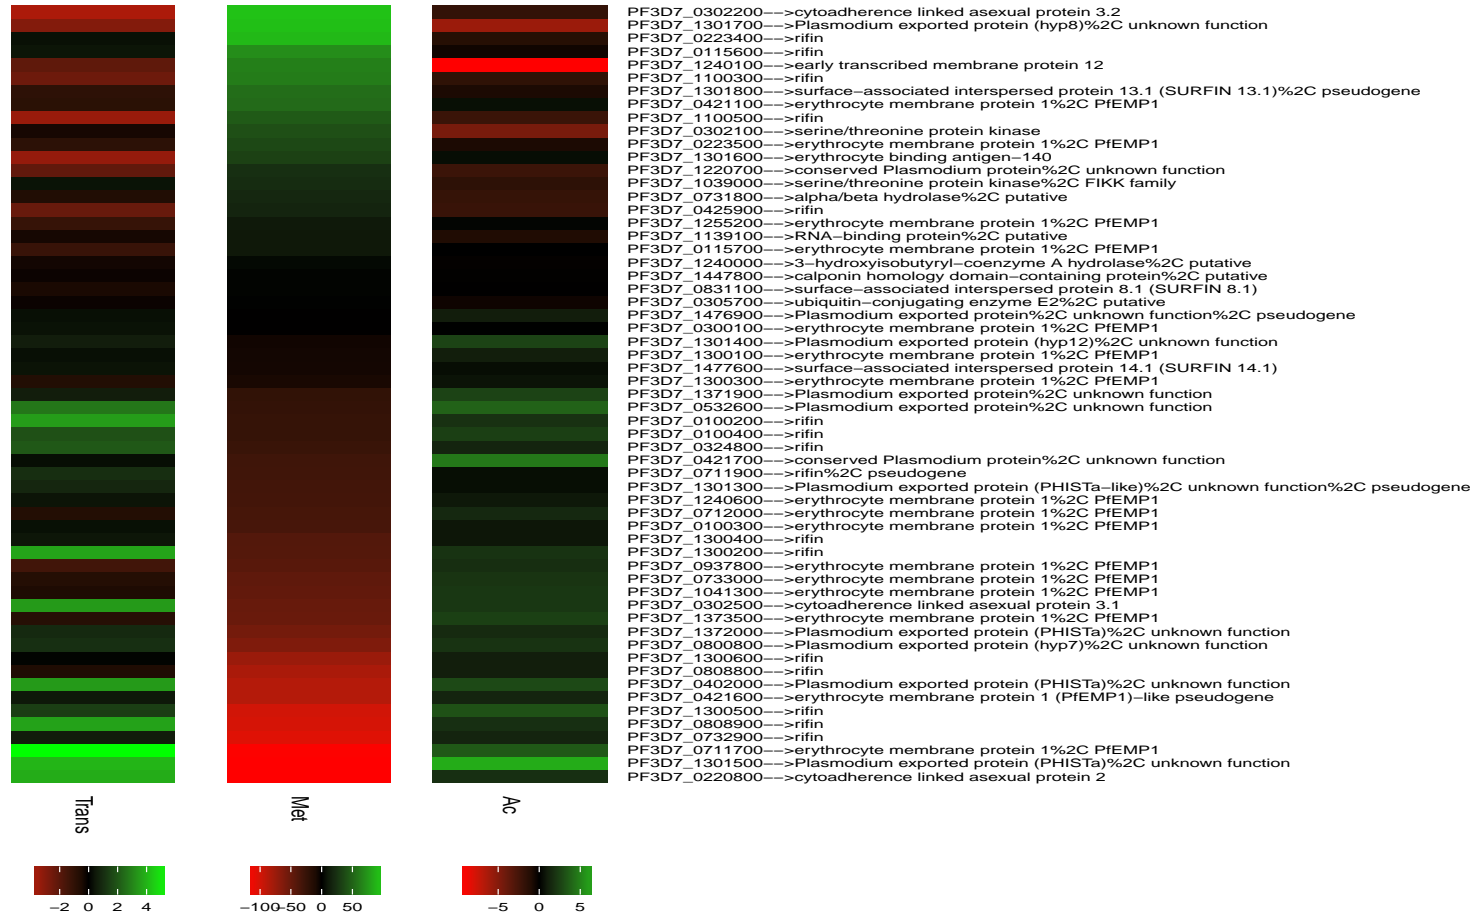 PF3D7_0302200−−>cytoadherence linked asexual protein 3.2
PF3D7_1301700−−>Plasmodium exported protein (hyp8)%2C unknown function
PF3D7_0223400−−>rifin
PF3D7_0115600−−>rifin
PF3D7_1240100−−>early transcribed membrane protein 12
PF3D7_1100300−−>rifin
PF3D7_1301800−−>surface−associated interspersed protein 13.1 (SURFIN 13.1)%2C pseudogene
PF3D7_0421100−−>erythrocyte membrane protein 1%2C PfEMP1
PF3D7_1100500−−>rifin
PF3D7_0302100−−>serine/threonine protein kinase
PF3D7_0223500−−>erythrocyte membrane protein 1%2C PfEMP1
PF3D7_1301600−−>erythrocyte binding antigen−140
PF3D7_1220700−−>conserved Plasmodium protein%2C unknown function
PF3D7_1039000−−>serine/threonine protein kinase%2C FIKK family
PF3D7_0731800−−>alpha/beta hydrolase%2C putative
PF3D7_0425900−−>rifin
PF3D7_1255200−−>erythrocyte membrane protein 1%2C PfEMP1
PF3D7_1139100−−>RNA−binding protein%2C putative
PF3D7_0115700−−>erythrocyte membrane protein 1%2C PfEMP1
PF3D7_1240000−−>3−hydroxyisobutyryl−coenzyme A hydrolase%2C putative
PF3D7_1447800−−>calponin homology domain−containing protein%2C putative
PF3D7_0831100−−>surface−associated interspersed protein 8.1 (SURFIN 8.1)
PF3D7_0305700−−>ubiquitin−conjugating enzyme E2%2C putative
PF3D7_1476900−−>Plasmodium exported protein%2C unknown function%2C pseudogene
PF3D7_0300100−−>erythrocyte membrane protein 1%2C PfEMP1
PF3D7_1301400−−>Plasmodium exported protein (hyp12)%2C unknown function
PF3D7_1300100−−>erythrocyte membrane protein 1%2C PfEMP1
PF3D7_1477600−−>surface−associated interspersed protein 14.1 (SURFIN 14.1)
PF3D7_1300300−−>erythrocyte membrane protein 1%2C PfEMP1
PF3D7_1371900−−>Plasmodium exported protein%2C unknown function
PF3D7_0532600−−>Plasmodium exported protein%2C unknown function
PF3D7_0100200−−>rifin
PF3D7_0100400−−>rifin
PF3D7_0324800−−>rifin
PF3D7_0421700−−>conserved Plasmodium protein%2C unknown function
PF3D7_0711900−−>rifin%2C pseudogene
PF3D7_1301300−−>Plasmodium exported protein (PHISTa−like)%2C unknown function%2C pseudogene
PF3D7_1240600−−>erythrocyte membrane protein 1%2C PfEMP1
PF3D7_0712000−−>erythrocyte membrane protein 1%2C PfEMP1
PF3D7_0100300−−>erythrocyte membrane protein 1%2C PfEMP1
PF3D7_1300400−−>rifin
PF3D7_1300200−−>rifin
PF3D7_0937800−−>erythrocyte membrane protein 1%2C PfEMP1
PF3D7_0733000−−>erythrocyte membrane protein 1%2C PfEMP1
PF3D7_1041300−−>erythrocyte membrane protein 1%2C PfEMP1
PF3D7_0302500−−>cytoadherence linked asexual protein 3.1
PF3D7_1373500−−>erythrocyte membrane protein 1%2C PfEMP1
PF3D7_1372000−−>Plasmodium exported protein (PHISTa)%2C unknown function
PF3D7_0800800−−>Plasmodium exported protein (hyp7)%2C unknown function
PF3D7_1300600−−>rifin
PF3D7_0808800−−>rifin
PF3D7_0402000−−>Plasmodium exported protein (PHISTa)%2C unknown function
PF3D7_0421600−−>erythrocyte membrane protein 1 (PfEMP1)−like pseudogene
PF3D7_1300500−−>rifin
PF3D7_0808900−−>rifin
PF3D7_0732900−−>rifin
PF3D7_0711700−−>erythrocyte membrane protein 1%2C PfEMP1
PF3D7_1301500−−>Plasmodium exported protein (PHISTa)%2C unknown function
PF3D7_0220800−−>cytoadherence linked asexual protein 2
Trans Met Ac
−2 0 2 4
−100 −50 0 50
−5 0 5